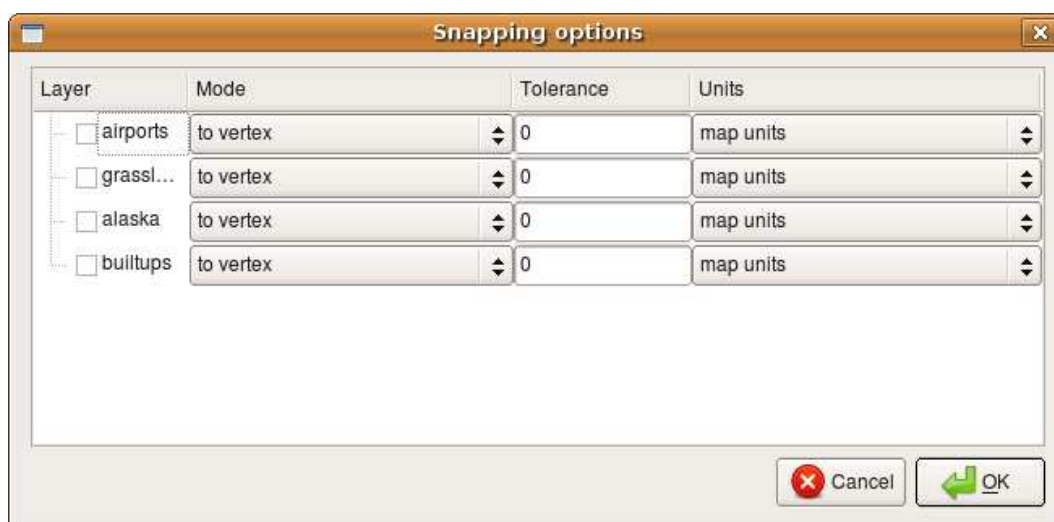 Snapping options
Layer Mode Tolerance Units
airports to vertex 0 map units
grassl... to vertex 0 map units
alaska to vertex 0 map units
builtups to vertex 0 map units
Cancel OK